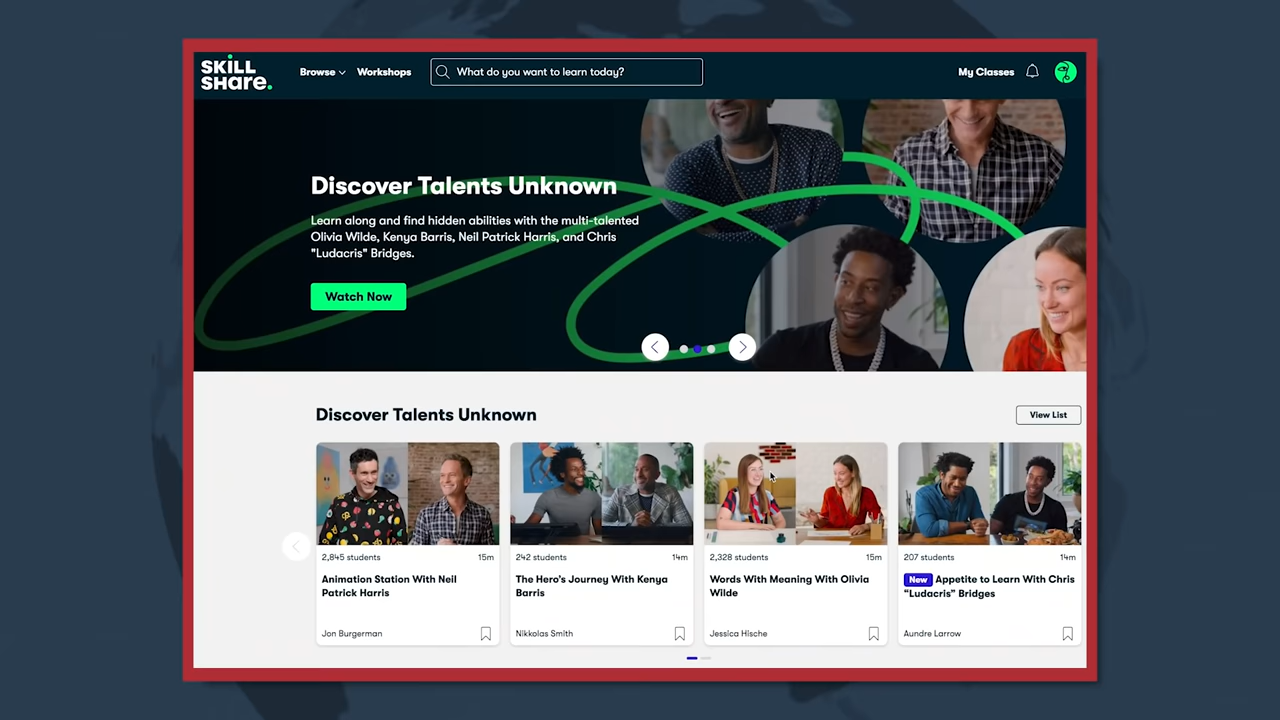 SKILL
SHare.
Browse
Workshops
What do you want to learn today?
My Classes
Discover Talents Unknown
Learn along and find hidden abilities with the multi-talented
Olivia Wilde, Kenya Barris, Neil Patrick Harris, and Chris
"Ludacris" Bridges.
Watch Now
Discover Talents Unknown
View List
2,845 students 15m
Animation Station With Neil
Patrick Harris
Jon Burgerman
242 students 14m
The Hero's Journey With Kenya
Barris
Nikkolas Smith
2,328 students 15m
Words With Meaning With Olivia
Wilde
Jessica Hische
207 students 14m
New Appetite to Learn With Chris
"Ludacris" Bridges
Aundre Larrow